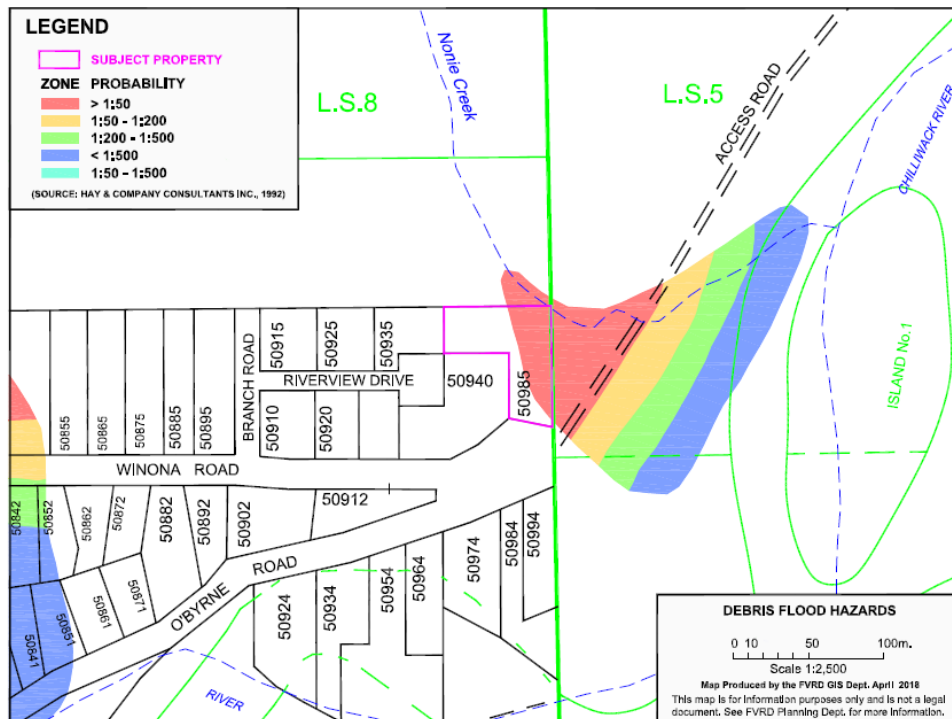 LEGEND
SUBJECT PROPERTY
ZONE PROBABILITY
> 1:50
1:50 - 1:200
1:200 - 1:500
< 1:500
1:50 - 1:500
(SOURCE: HAY & COMPANY CONSULTANTS INC., 1992)
Nonie Creek
L.S.8
L.S.5
ACCESS ROAD
CHILLIWACK RIVER
ISLAND No.1
50855
50865
50875
50885
50895
BRANCH ROAD
50915
50925
50935
RIVERVIEW DRIVE
50940
50985
50910
50920
WINONA ROAD
50842
50852
50862
50872
50882
50892
50902
50912
50841
50851
50861
50871
O'BYRNE ROAD
50924
50934
50954
50964
50974
50984
50994
RIVER
DEBRIS FLOOD HAZARDS
0 10 50 100m.
Scale 1:2,500
Map Produced by the FVRD GIS Dept. April 2018
This map is for information purposes only and is not a legal
document. See FVRD Planning Dept. for more information.